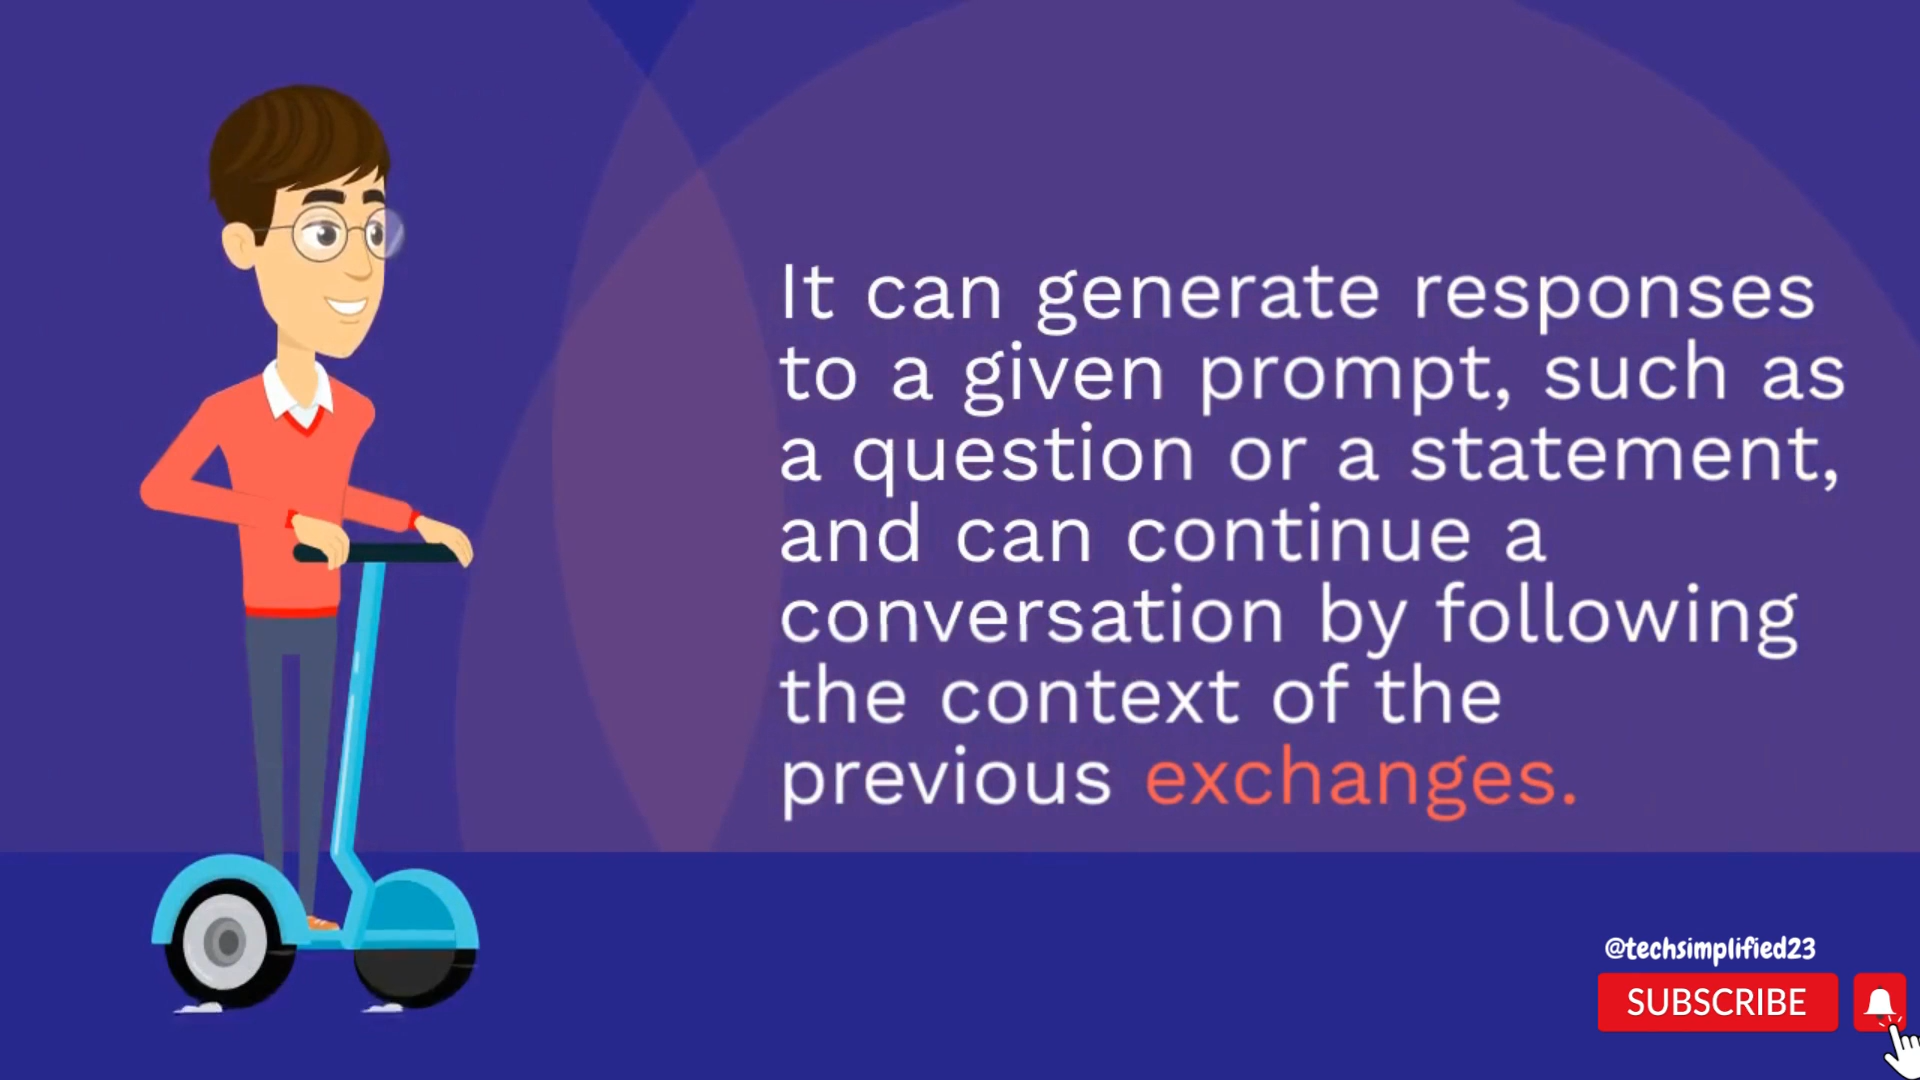 It can generate responses
to a given prompt, such as
a question or a statement,
and can continue a
conversation by following
the context of the
previous exchanges.
@techsimplified23
SUBSCRIBE